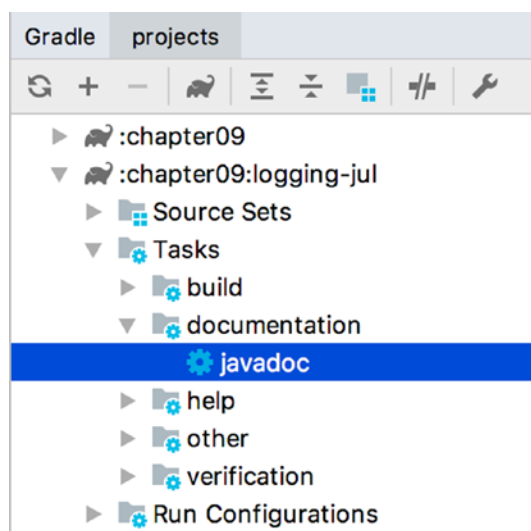 Gradle projects
:chapter09
:chapter09:logging-jul
Source Sets
Tasks
build
documentation
javadoc
help
other
verification
Run Configurations